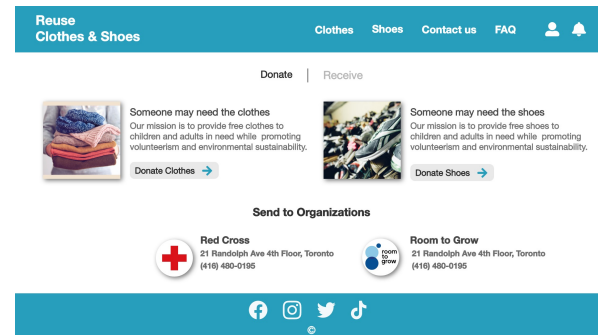 Reuse
Clothes & Shoes
Clothes Shoes Contact us FAQ
Donate | Receive
Someone may need the clothes
Our mission is to provide free clothes to
children and adults in need while promoting
volunteerism and environmental sustainability.
Donate Clothes →
Someone may need the shoes
Our mission is to provide free shoes to
children and adults in need while promoting
volunteerism and environmental sustainability.
Donate Shoes →
Send to Organizations
Red Cross
21 Randolph Ave 4th Floor, Toronto
(416) 480-0195
room
to
grow
Room to Grow
21 Randolph Ave 4th Floor, Toronto
(416) 480-0195
©